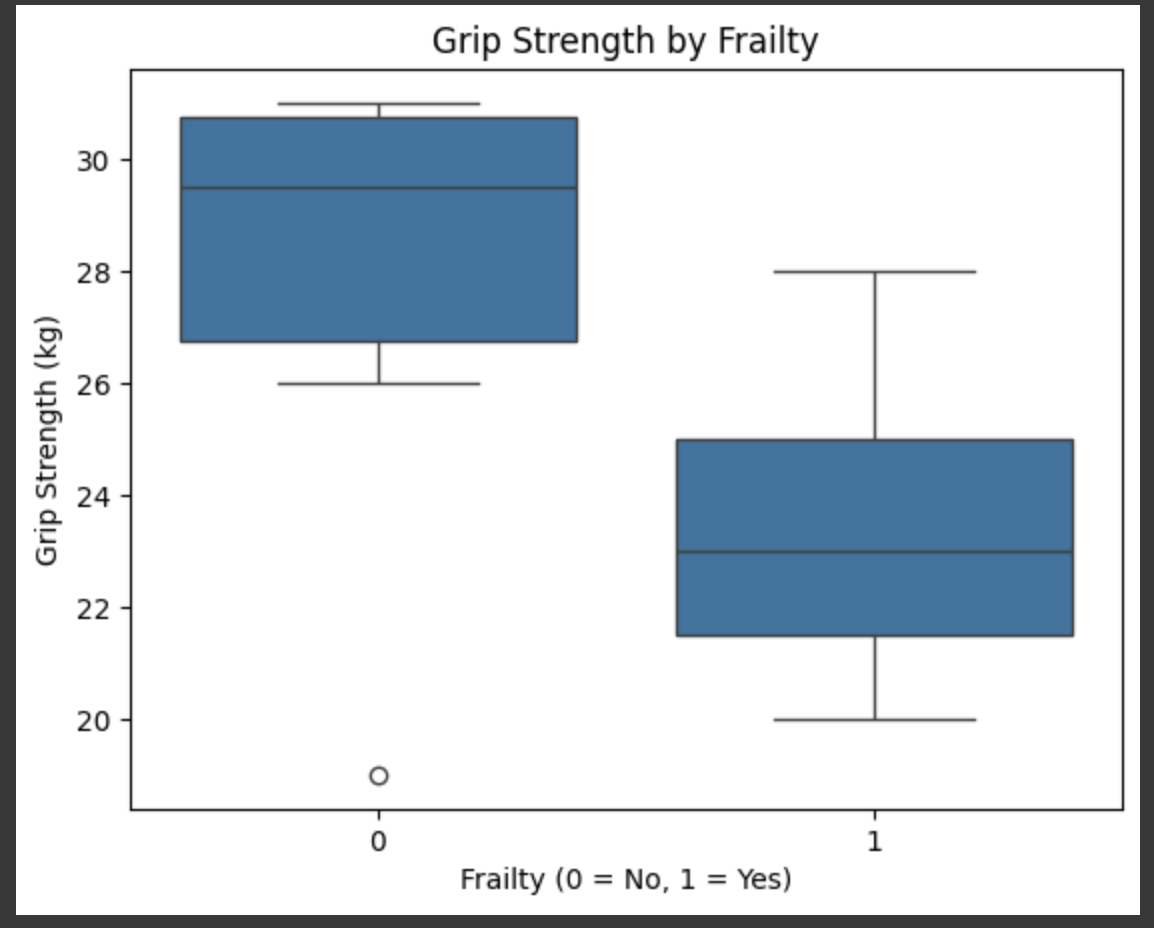 Grip Strength by Frailty
Grip Strength (kg)
30
28
26
24
22
20
0
1
Frailty (0 = No, 1 = Yes)